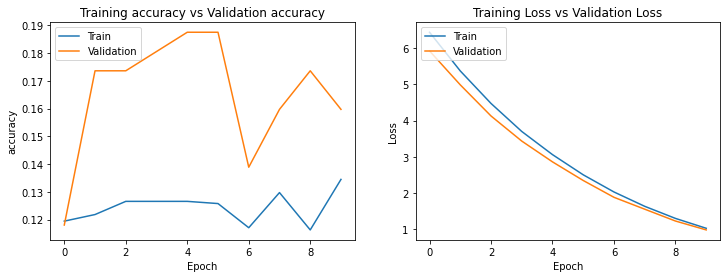 Training accuracy vs Validation accuracy
Train
Validation
0.19
0.18
0.17
0.16
0.15
0.14
0.13
0.12
accuracy
0 2 4 6 8
Epoch
Training Loss vs Validation Loss
Train
Validation
6
5
4
3
2
1
Loss
0 2 4 6 8
Epoch